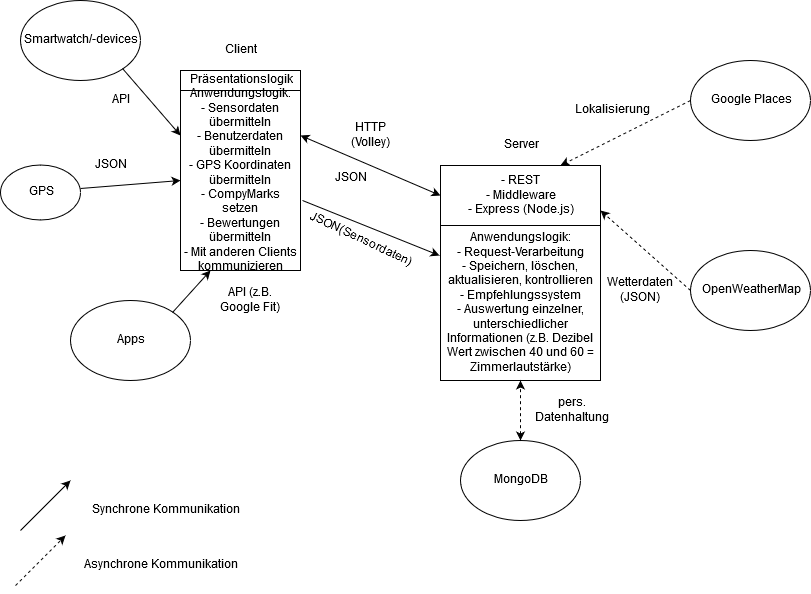 Smartwatch/-devices
API
JSON
GPS
Client
Präsentationslogik
Anwendungslogik:
- Sensordaten
übermitteln
- Benutzerdaten
übermitteln
- GPS Koordinaten
übermitteln
- CompyMarks
setzen
- Bewertungen
übermitteln
- Mit anderen Clients
kommunizieren
API (z.B.
Google Fit)
Apps
HTTP
(Volley)
JSON
JSON(Sensordaten)
Server
- REST
- Middleware
- Express (Node.js)
Anwendungslogik:
- Request-Verarbeitung
- Speichern, löschen,
aktualisieren, kontrollieren
- Empfehlungssystem
- Auswertung einzelner,
unterschiedlicher
Informationen (z.B. Dezibel
Wert zwischen 40 und 60 =
Zimmerlautstärke)
Lokalisierung
Google Places
Wetterdaten
(JSON)
OpenWeatherMap
pers.
Datenhaltung
MongoDB
Synchrone Kommunikation
Asynchrone Kommunikation